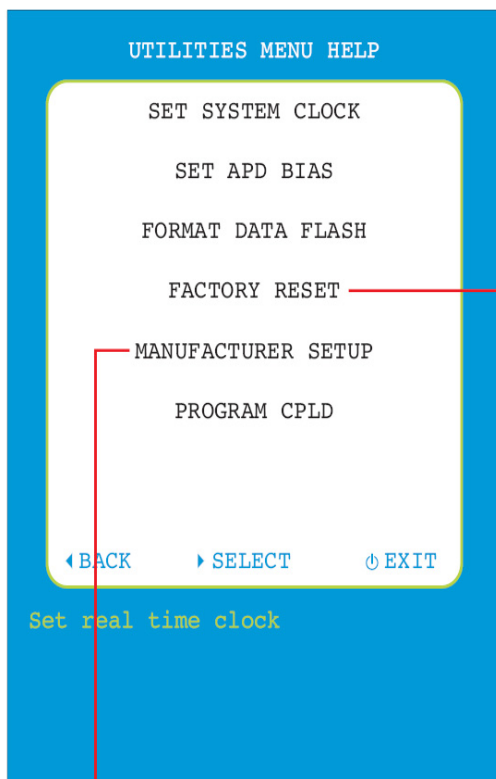 UTILITIES MENU HELP
SET SYSTEM CLOCK
SET APD BIAS
FORMAT DATA FLASH
FACTORY RESET
MANUFACTURER SETUP
PROGRAM CPLD
BACK SELECT EXIT
Set real time clock